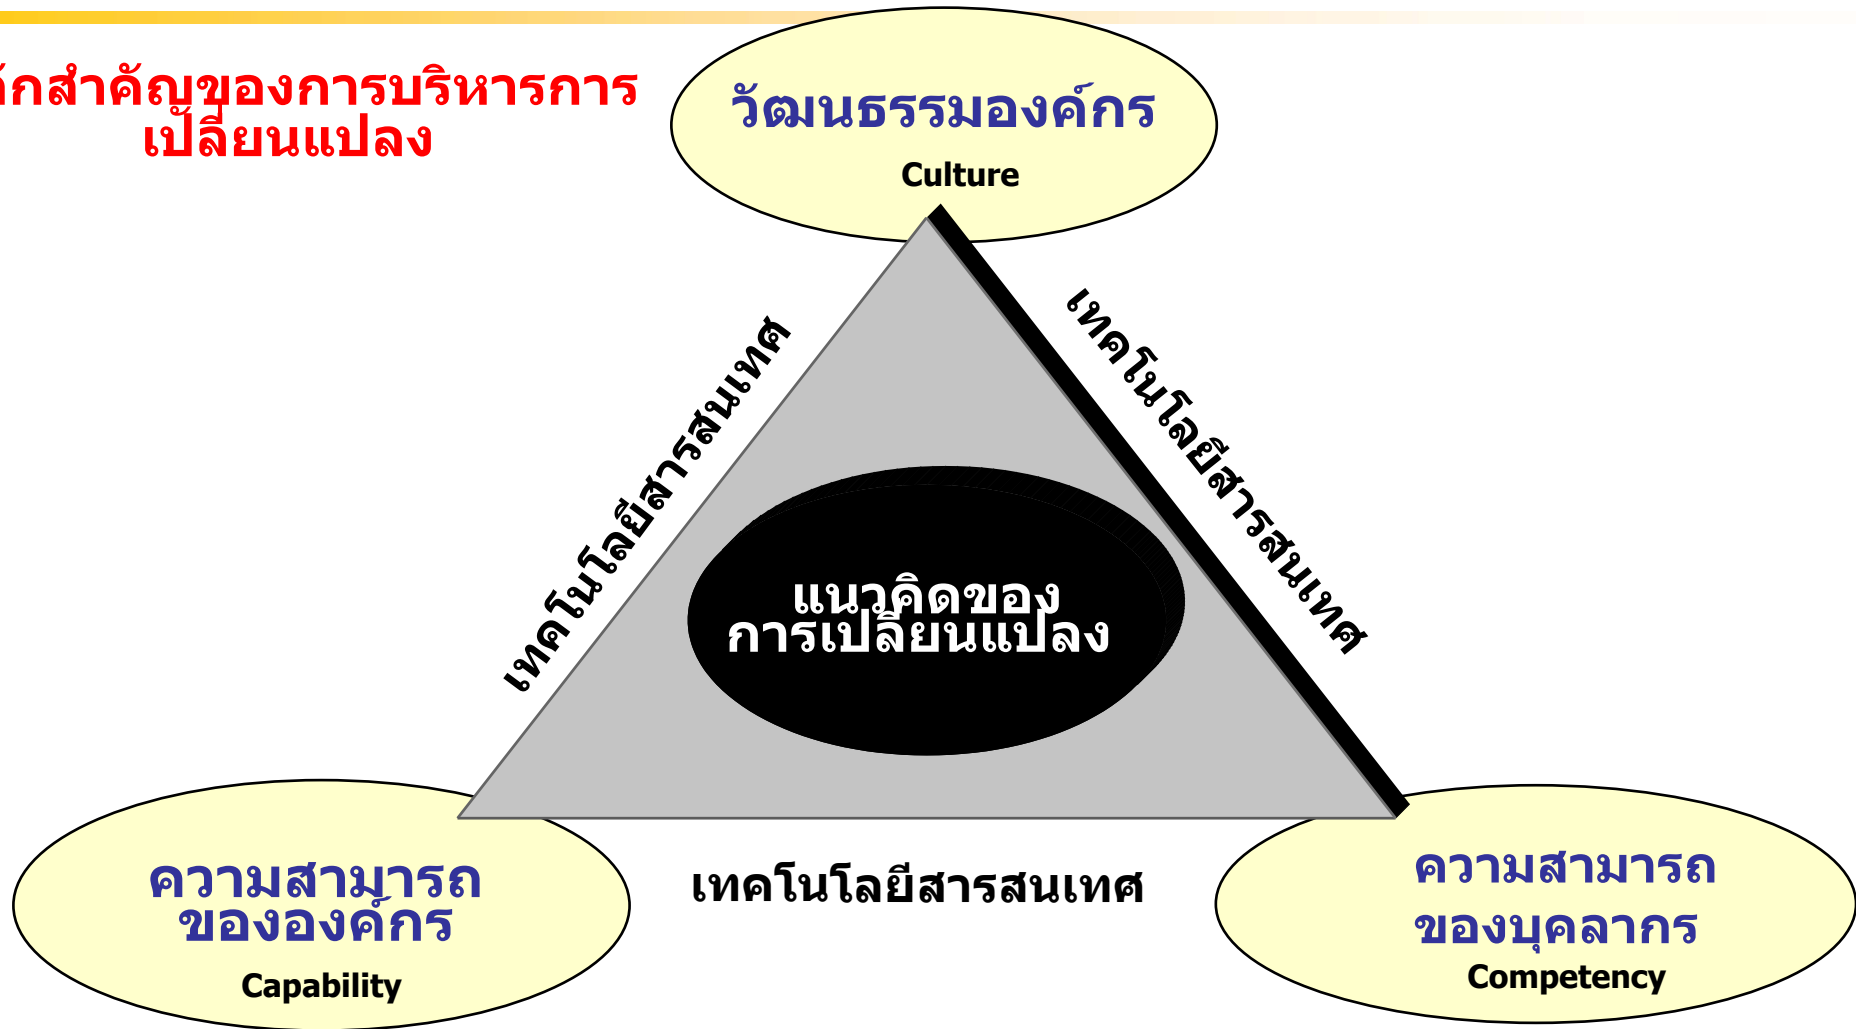 หลักสำคัญของการบริหารการ
เปลี่ยนแปลง
วัฒนธรรมองค์กร
Culture
เทคโนโลยีสารสนเทศ
เทคโนโลยีสารสนเทศ
แนวคิดของ
การเปลี่ยนแปลง
ความสามารถ
ขององค์กร
Capability
เทคโนโลยีสารสนเทศ
ความสามารถ
ของบุคลากร
Competency